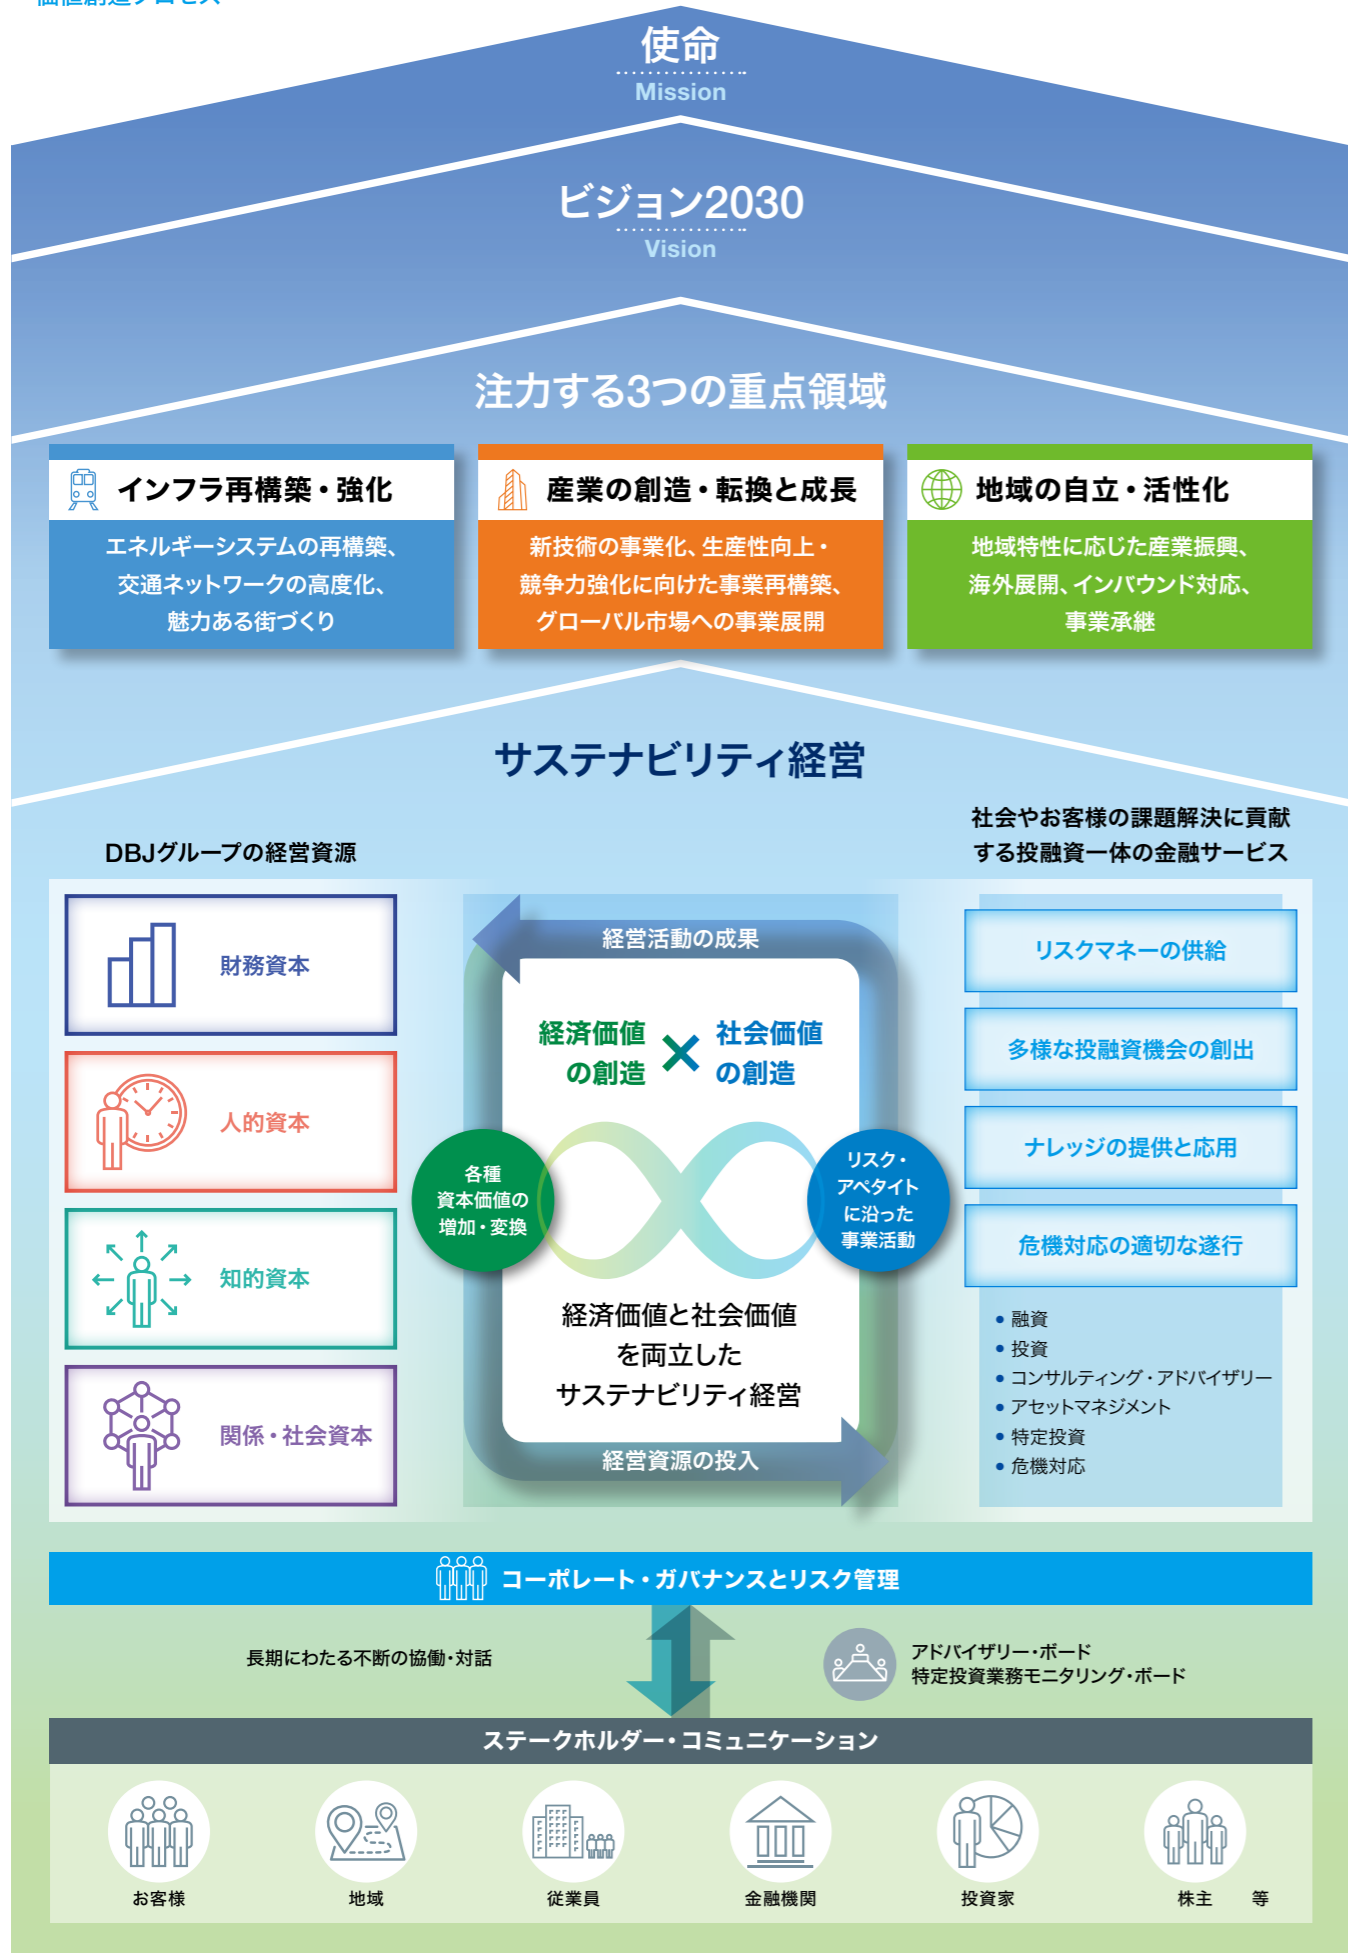 価値創造プロセス
使命
Mission
ビジョン2030
Vision
注力する3つの重点領域
インフラ再構築・強化
エネルギーシステムの再構築、
交通ネットワークの高度化、
魅力ある街づくり
産業の創造・転換と成長
新技術の事業化、生産性向上・
競争力強化に向けた事業再構築、
グローバル市場への事業展開
地域の自立・活性化
地域特性に応じた産業振興、
海外展開、インバウンド対応、
事業承継
サステナビリティ経営
DBJグループの経営資源
財務資本
人的資本
知的資本
関係・社会資本
経営活動の成果
経済価値
の創造
×
社会価値
の創造
各種
資本価値の
増加・変換
リスク・
アペタイト
に沿った
事業活動
経済価値と社会価値
を両立した
サステナビリティ経営
経営資源の投入
社会やお客様の課題解決に貢献
する投融資一体の金融サービス
リスクマネーの供給
多様な投融資機会の創出
ナレッジの提供と応用
危機対応の適切な遂行
• 融資
• 投資
• コンサルティング・アドバイザリー
• アセットマネジメント
• 特定投資
• 危機対応
コーポレート・ガバナンスとリスク管理
長期にわたる不断の協働・対話
アドバイザリー・ボード
特定投資業務モニタリング・ボード
ステークホルダー・コミュニケーション
お客様
地域
従業員
金融機関
投資家
株主 等